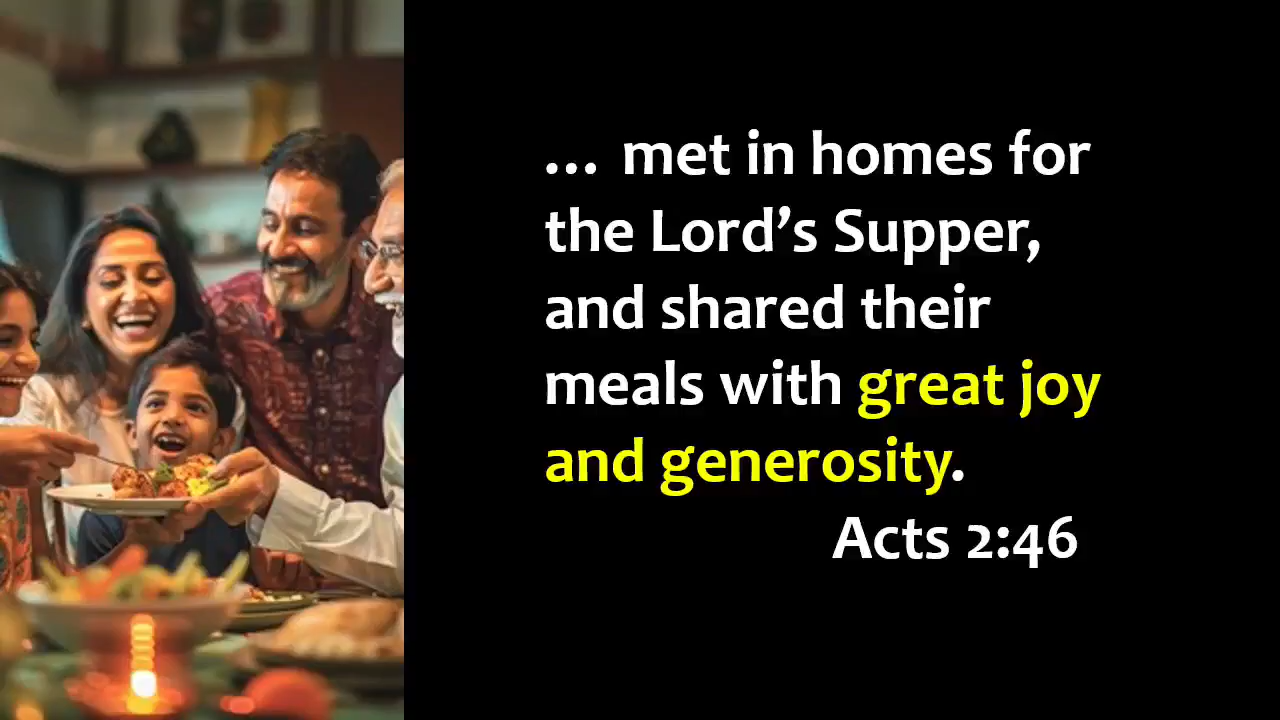 … met in homes for
the Lord’s Supper,
and shared their
meals with great joy
and generosity.
Acts 2:46